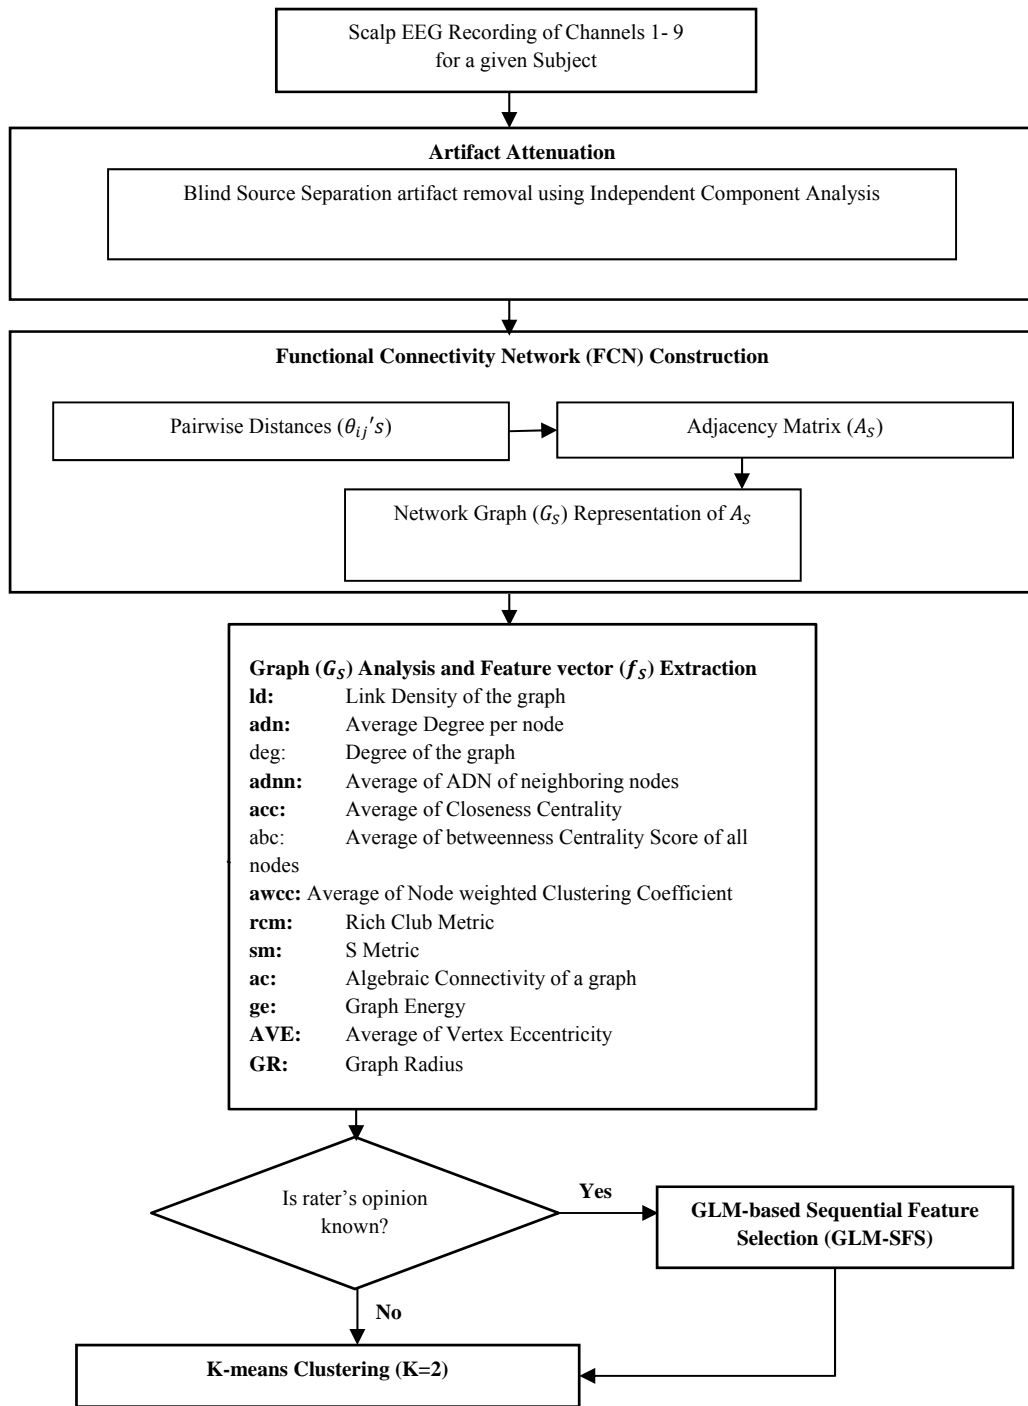 Scalp EEG Recording of Channels 1- 9
for a given Subject
Artifact Attenuation
Blind Source Separation artifact removal using Independent Component Analysis
Functional Connectivity Network (FCN) Construction
Pairwise Distances (θij's)
Adjacency Matrix (AS)
Network Graph (GS) Representation of AS
Graph (GS) Analysis and Feature vector (fS) Extraction
ld: Link Density of the graph
adn: Average Degree per node
deg: Degree of the graph
adnn: Average of ADN of neighboring nodes
acc: Average of Closeness Centrality
abc: Average of betweenness Centrality Score of all
nodes
awcc: Average of Node weighted Clustering Coefficient
rcm: Rich Club Metric
sm: S Metric
ac: Algebraic Connectivity of a graph
ge: Graph Energy
AVE: Average of Vertex Eccentricity
GR: Graph Radius
Is rater’s opinion
known?
Yes
GLM-based Sequential Feature
Selection (GLM-SFS)
No
K-means Clustering (K=2)